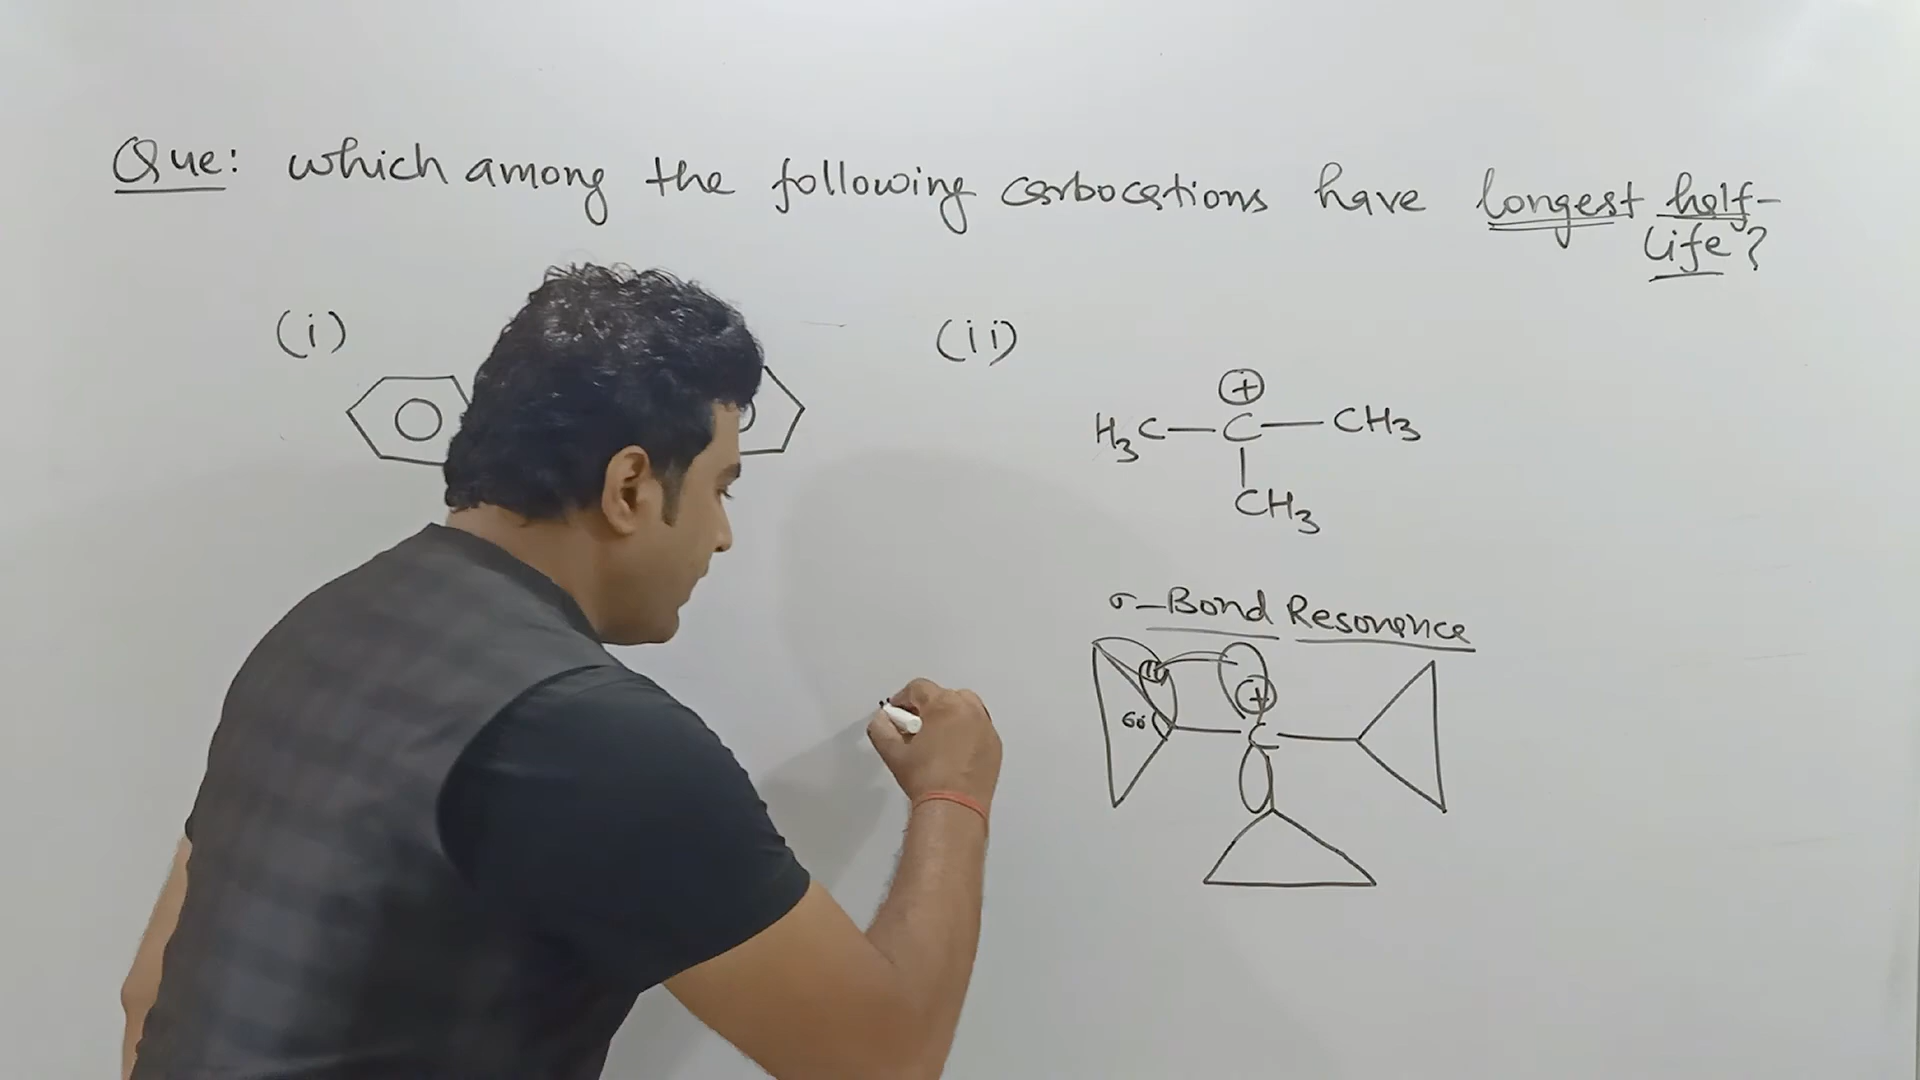 Que: which among the following carbocations have longest half-
life?
(i)
(ii)
+
H3C—C—CH3
CH3
σ-Bond Resonance
+
60°
C